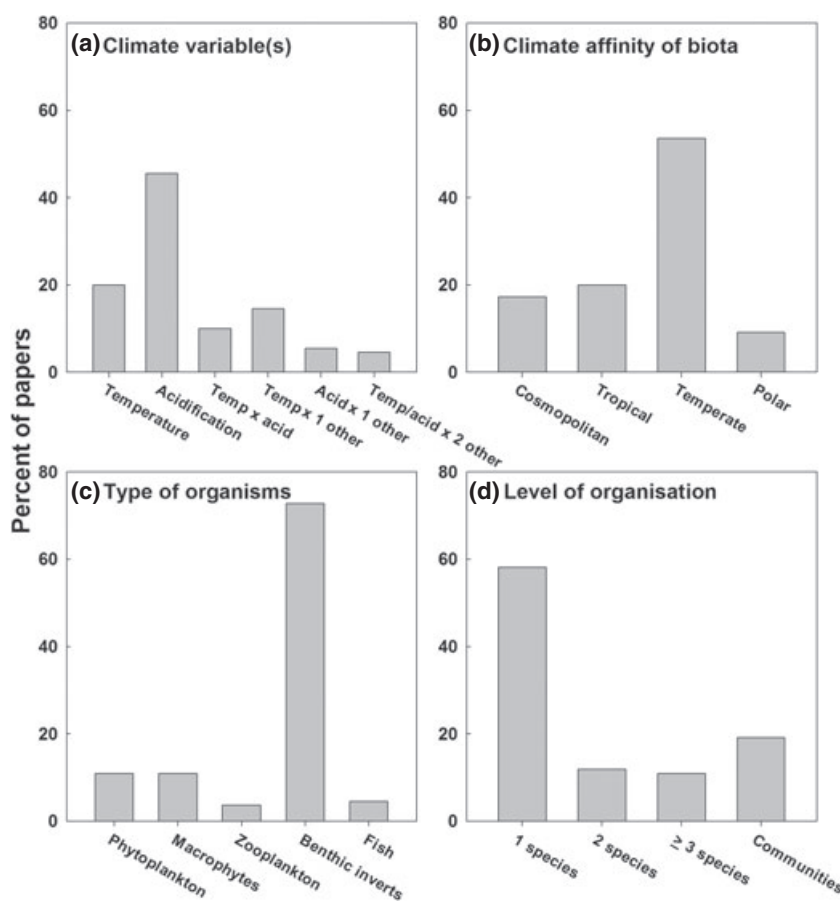 Percent of papers
(a) Climate variable(s)
80
60
40
20
0
Temperature
Acidification
Temp x acid
Temp x 1 other
Acid x 1 other
Temp/acid x 2 other
(b) Climate affinity of biota
80
60
40
20
0
Cosmopolitan
Tropical
Temperate
Polar
(c) Type of organisms
80
60
40
20
0
Phytoplankton
Macrophytes
Zooplankton
Benthic inverts
Fish
(d) Level of organisation
80
60
40
20
0
1 species
2 species
≥ 3 species
Communities